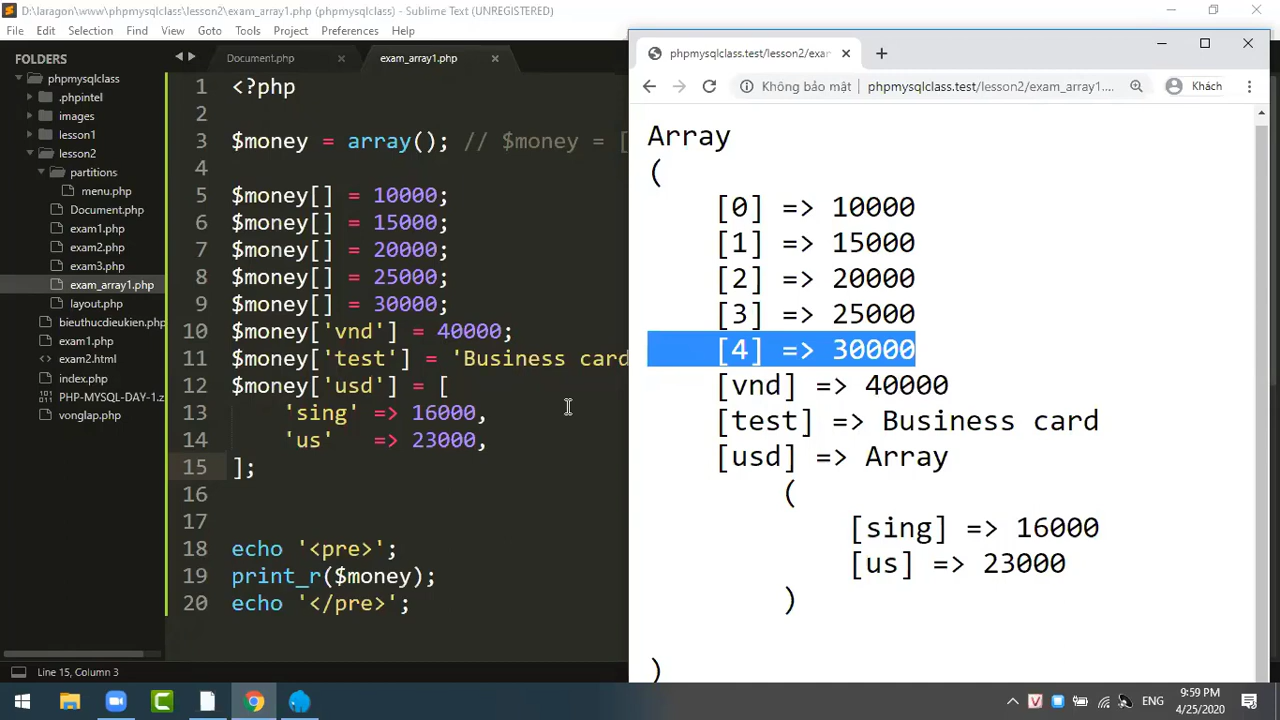 D:\laragon\www\phpmysqlclass\lesson2\exam_array1.php (phpmysqlclass) - Sublime Text (UNREGISTERED)
File Edit Selection Find View Goto Tools Project Preferences Help
FOLDERS
phpmysqlclass
.phpintel
images
lesson1
lesson2
partitions
menu.php
Document.php
exam1.php
exam2.php
exam3.php
exam_array1.php
layout.php
bieuthucdieukien.php
exam1.php
exam2.html
index.php
PHP-MYSQL-DAY-1.z
vonglap.php
Document.php
exam_array1.php
1 <?php
2
3 $money = array(); // $money = [
4
5 $money[] = 10000;
6 $money[] = 15000;
7 $money[] = 20000;
8 $money[] = 25000;
9 $money[] = 30000;
10 $money['vnd'] = 40000;
11 $money['test'] = 'Business card
12 $money['usd'] = [
13 'sing' => 16000,
14 'us' => 23000,
15 ];
16
17
18 echo '<pre>';
19 print_r($money);
20 echo '</pre>';
phpmysqlclass.test/lesson2/exam
Không bảo mật phpmysqlclass.test/lesson2/exam_array1.... Khách
Array
(
[0] => 10000
[1] => 15000
[2] => 20000
[3] => 25000
[4] => 30000
[vnd] => 40000
[test] => Business card
[usd] => Array
(
[sing] => 16000
[us] => 23000
)
)
Line 15, Column 3
ENG
9:59 PM
4/25/2020